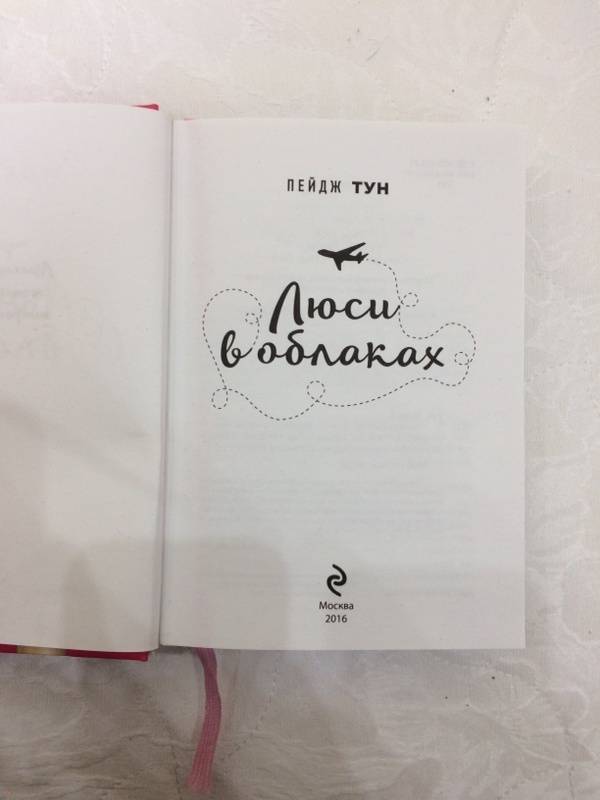 ПЕЙДЖ ТУН
Люси
в облаках
Москва
2016